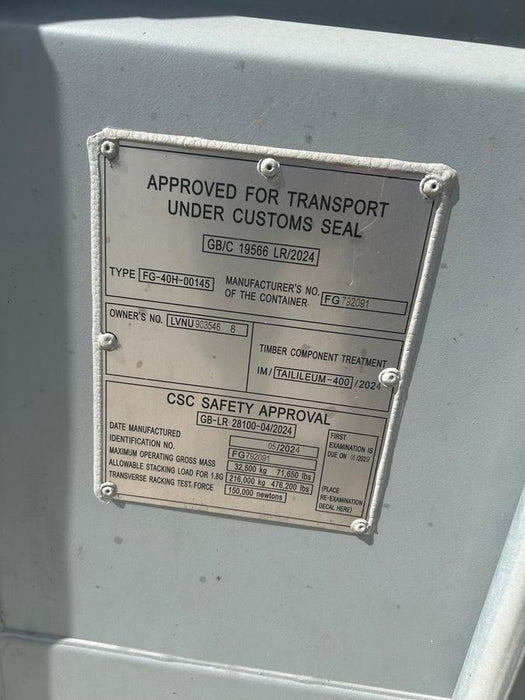 APPROVED FOR TRANSPORT
UNDER CUSTOMS SEAL
GB/C 19566 LR/2024
TYPE FG-40H-00145
MANUFACTURER'S NO.
OF THE CONTAINER FG792091
OWNER'S NO. LVNU 903546 8
TIMBER COMPONENT TREATMENT
IM/ TAILILEUM-400 /2024
CSC SAFETY APPROVAL
GB-LR 28100-04/2024
DATE MANUFACTURED 05/2024
IDENTIFICATION NO. FG792091
MAXIMUM OPERATING GROSS MASS 32,500 kg 71,650 lbs
ALLOWABLE STACKING LOAD FOR 1.8G 216,000 kg 476,200 lbs
TRANSVERSE RACKING TEST FORCE 150,000 newtons
FIRST
EXAMINATION IS
DUE ON /2029
(PLACE
RE-EXAMINATION
DECAL HERE)